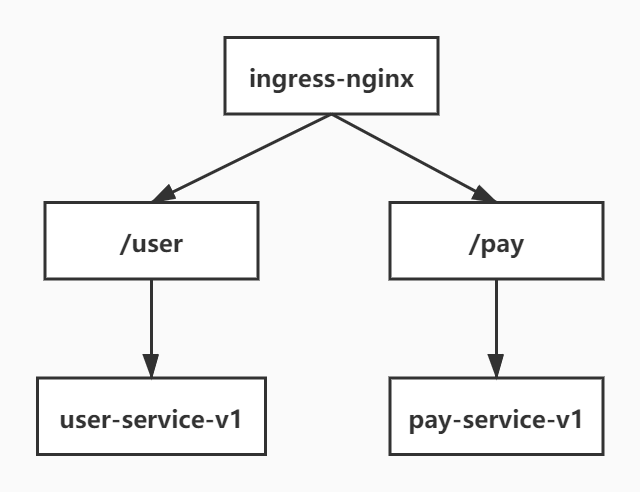 ingress-nginx
/user
/pay
user-service-v1
pay-service-v1